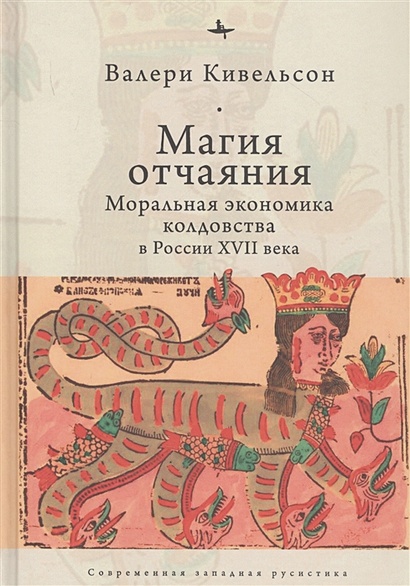 Валери Кивельсон
Магия
отчаяния
Моральная экономика
колдовства
в России XVII века
Современная западная русистика